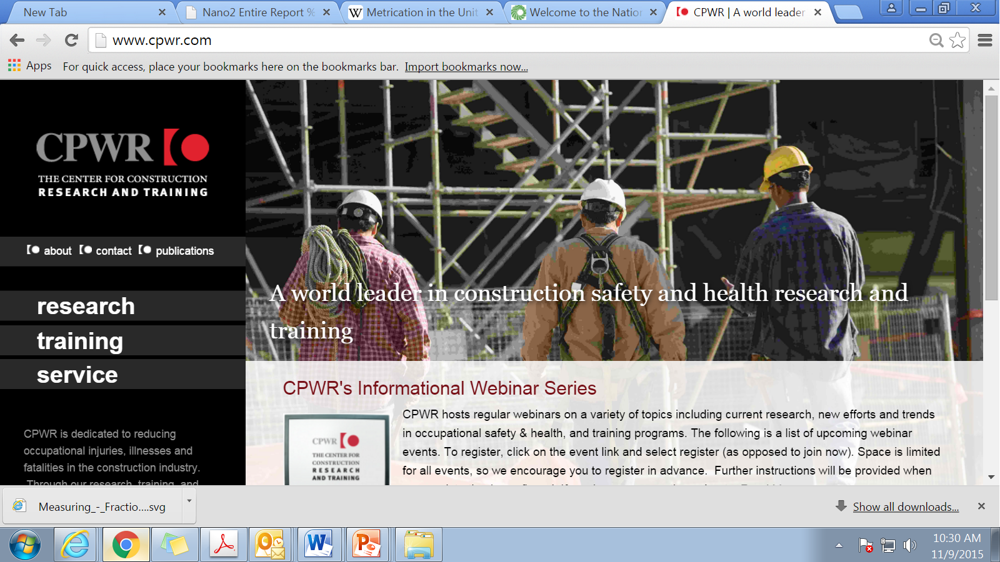 New Tab
Nano2 Entire Report %
Metrication in the Unit
Welcome to the Nation
CPWR | A world leader
www.cpwr.com
Apps
For quick access, place your bookmarks here on the bookmarks bar. Import bookmarks now...
CPWR
THE CENTER FOR CONSTRUCTION
RESEARCH AND TRAINING
about contact publications
research
training
service
CPWR is dedicated to reducing
occupational injuries, illnesses and
fatalities in the construction industry.
Through our research, training, and
A world leader in construction safety and health research and
training
CPWR's Informational Webinar Series
CPWR
THE CENTER FOR
CONSTRUCTION
RESEARCH
AND TRAINING
CPWR hosts regular webinars on a variety of topics including current research, new efforts and trends
in occupational safety & health, and training programs. The following is a list of upcoming webinar
events. To register, click on the event link and select register (as opposed to join now). Space is limited
for all events, so we encourage you to register in advance.  Further instructions will be provided when
Measuring_-_Fractio....svg
Show all downloads...
10:30 AM
11/9/2015